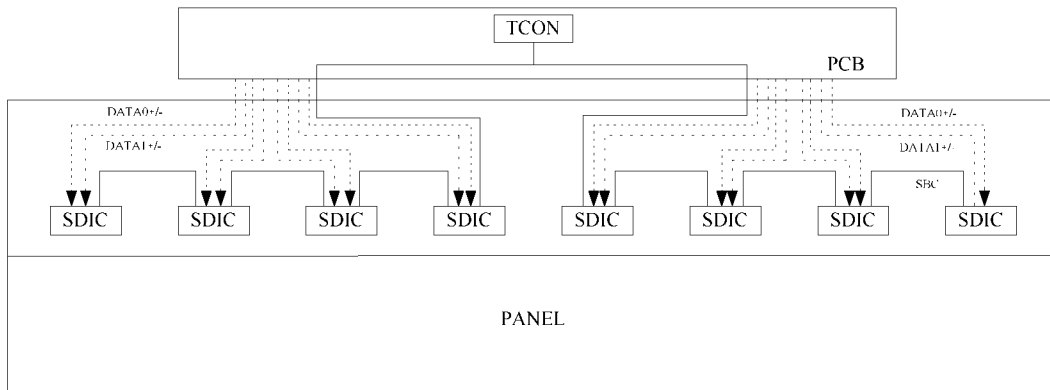 TCON
PCB
DATA0+/-
DATA0+/-
DATA1+/-
DATA1+/-
SBC
SDIC
SDIC
SDIC
SDIC
SDIC
SDIC
SDIC
SDIC
PANEL